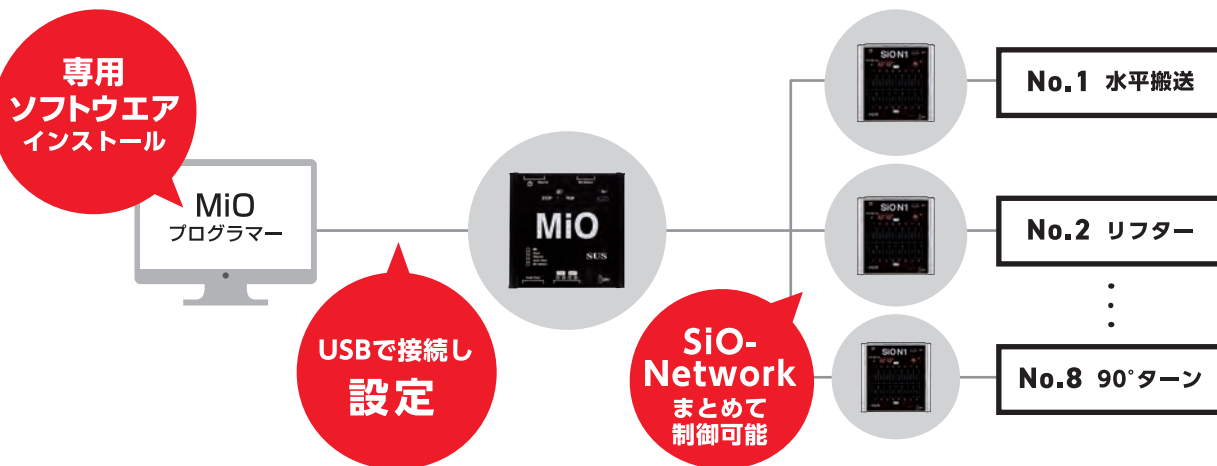 専用
ソフトウエア
インストール
MiO
プログラマー
USBで接続し
設定
STOP
RUN
MiO
SUS
SiO-
Network
まとめて
制御可能
SiO N1
No.1 水平搬送
SiO N1
No.2 リフター
SiO N1
No.8 90°ターン